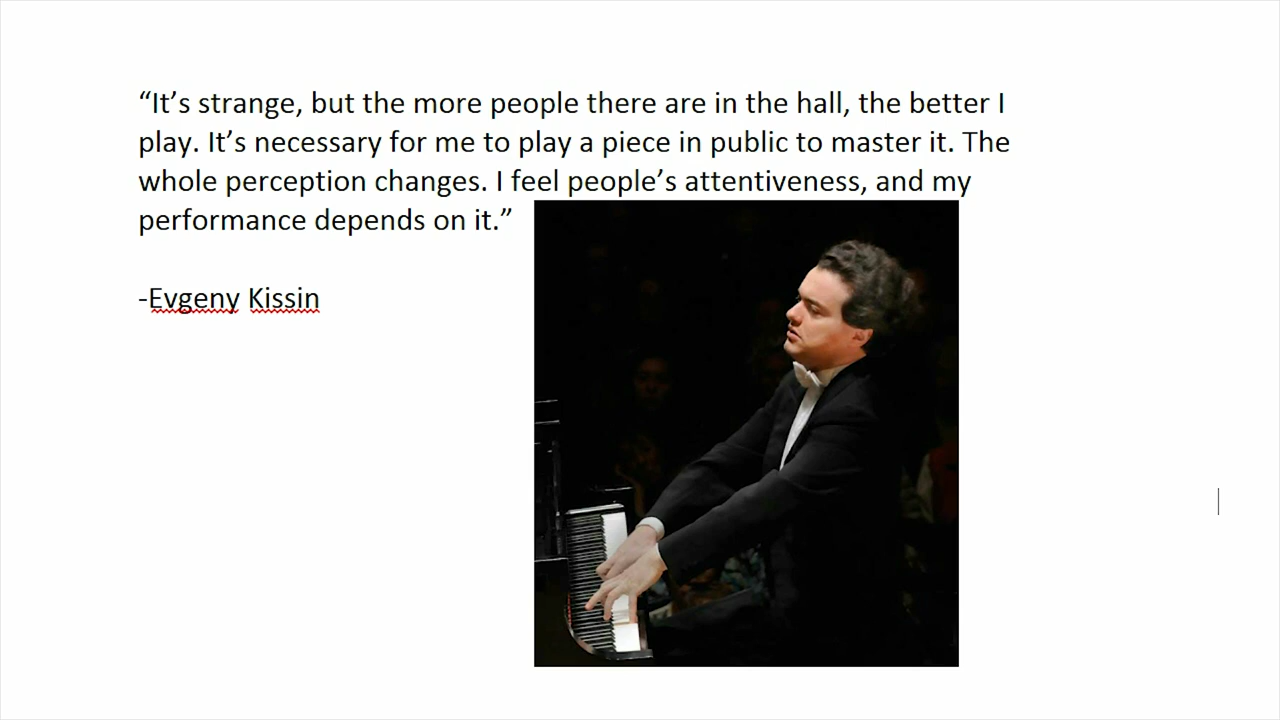 “It’s strange, but the more people there are in the hall, the better I
play. It’s necessary for me to play a piece in public to master it. The
whole perception changes. I feel people’s attentiveness, and my
performance depends on it.”
-Evgeny Kissin